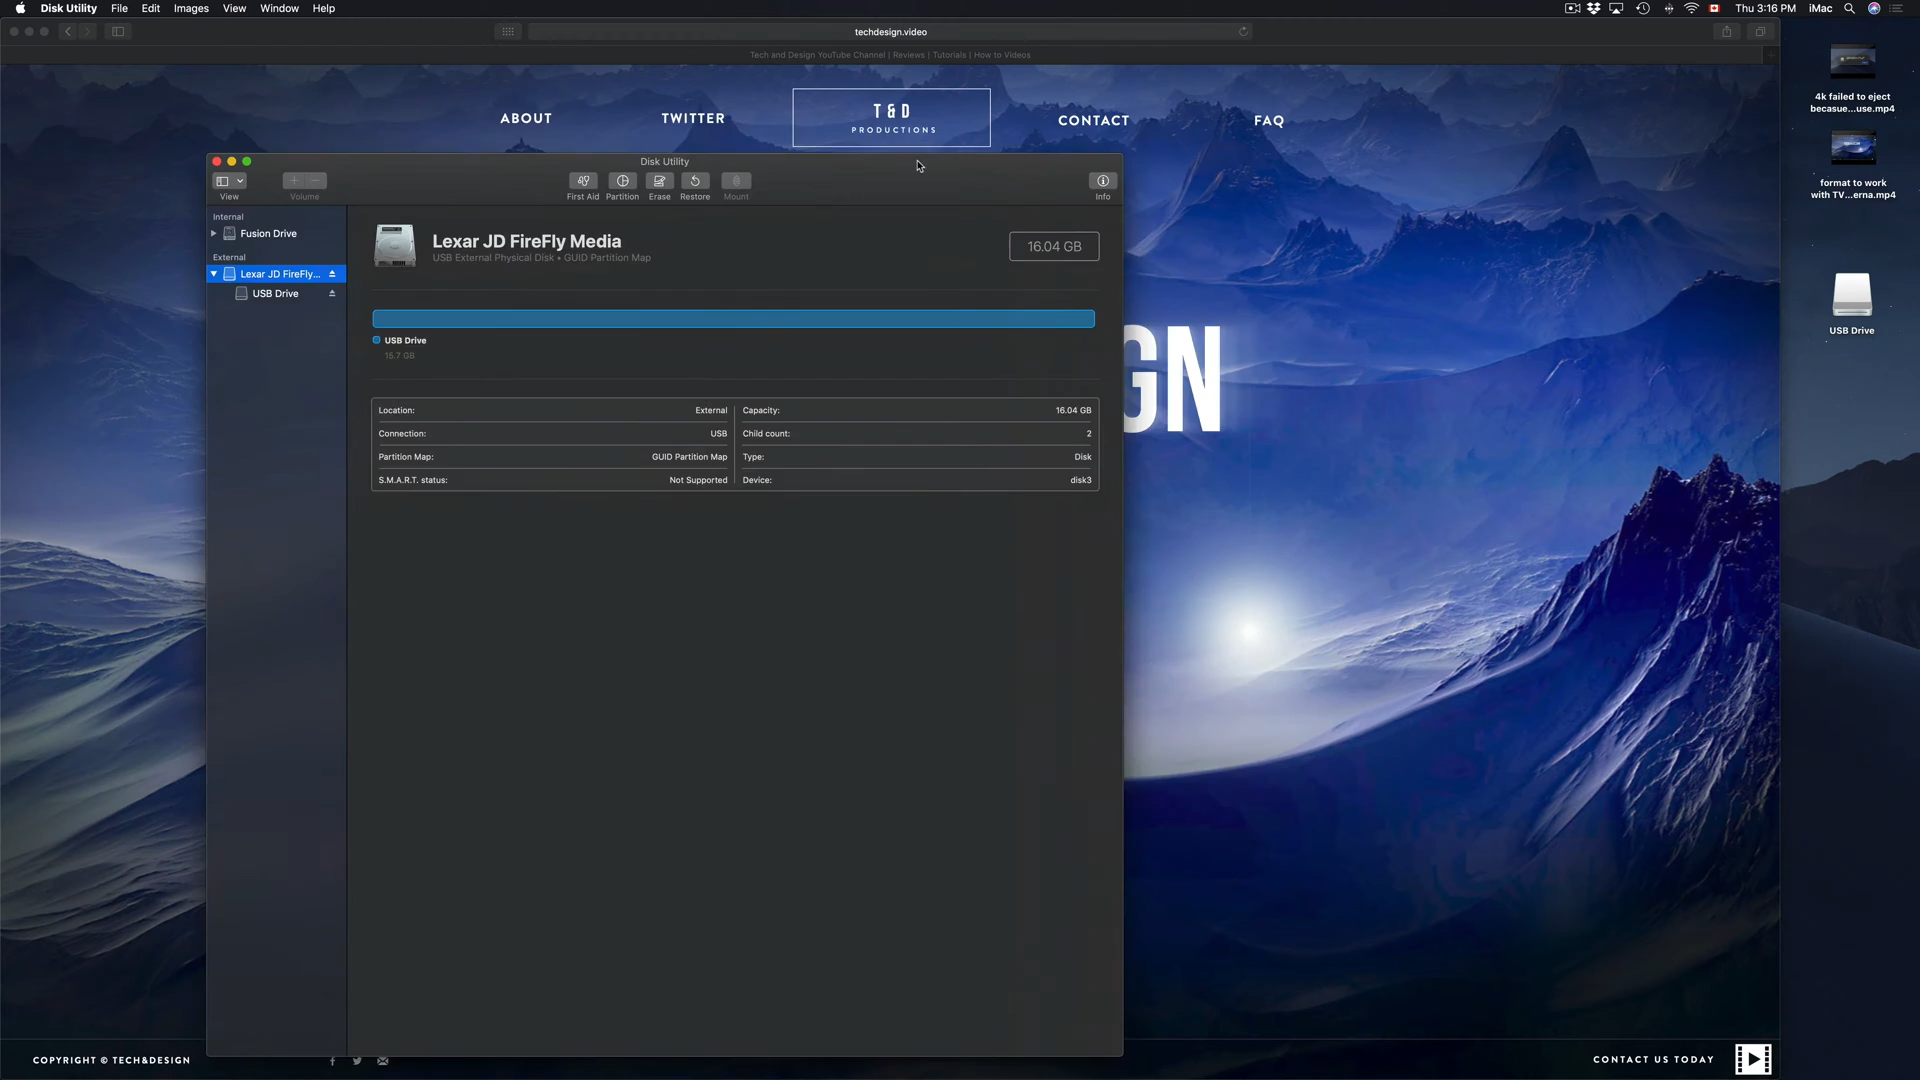 Disk Utility File Edit Images View Window Help
Thu 3:16 PM iMac
techdesign.video
Tech and Design YouTube Channel | Reviews | Tutorials | How to Videos
ABOUT TWITTER T & D CONTACT FAQ
PRODUCTIONS
4k failed to eject
becasue...use.mp4
format to work
with TV...erna.mp4
USB Drive
Disk Utility
View Volume First Aid Partition Erase Restore Mount Info
Internal
Fusion Drive
External
Lexar JD FireFly...
USB Drive
Lexar JD FireFly Media
USB External Physical Disk • GUID Partition Map
16.04 GB
USB Drive
15.7 GB
Location: External Capacity: 16.04 GB
Connection: USB Child count: 2
Partition Map: GUID Partition Map Type: Disk
S.M.A.R.T. status: Not Supported Device: disk3
GN
COPYRIGHT © TECH&DESIGN
CONTACT US TODAY